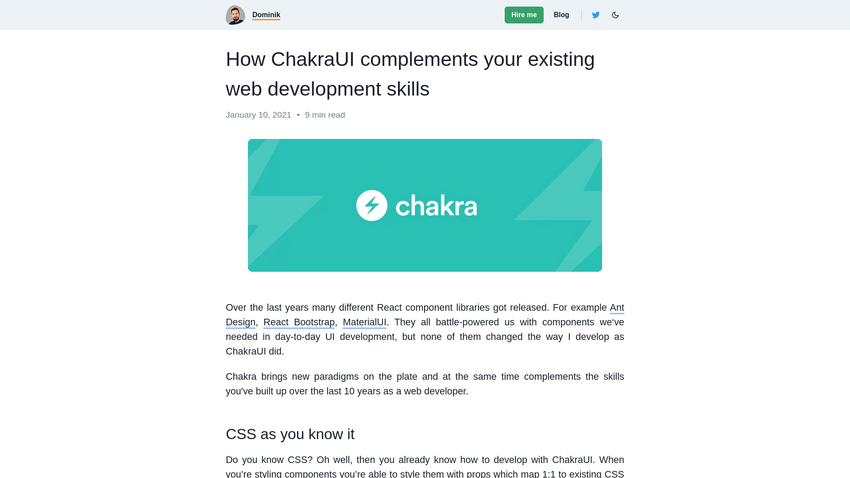 Dominik
Hire me
Blog
How ChakraUI complements your existing
web development skills
January 10, 2021 • 9 min read
chakra
Over the last years many different React component libraries got released. For example Ant
Design, React Bootstrap, MaterialUI. They all battle-powered us with components we've
needed in day-to-day UI development, but none of them changed the way I develop as
ChakraUI did.
Chakra brings new paradigms on the plate and at the same time complements the skills
you've built up over the last 10 years as a web developer.
CSS as you know it
Do you know CSS? Oh well, then you already know how to develop with ChakraUI. When
you're styling components you're able to style them with props which map 1:1 to existing CSS